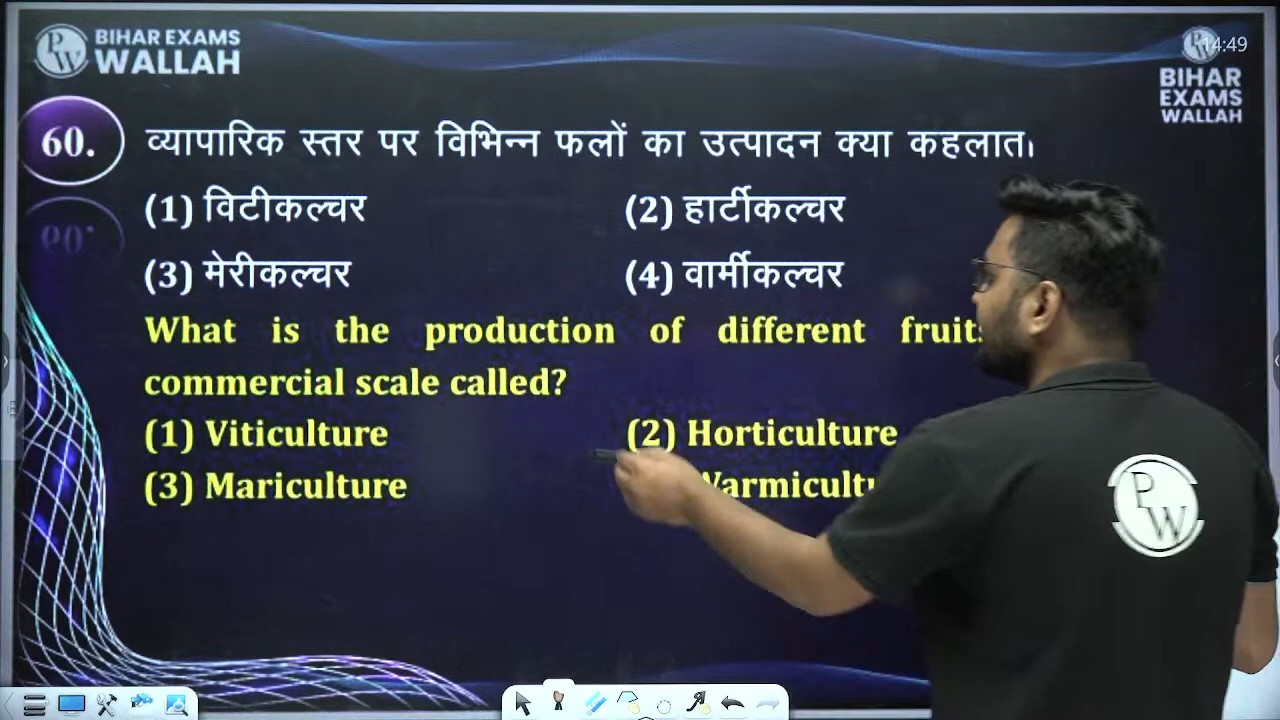 BIHAR EXAMS
WALLAH
14:49
BIHAR
EXAMS
WALLAH
60. व्यापारिक स्तर पर विभिन्न फलों का उत्पादन क्या
(1) विटीकल्चर (2) हार्टीकल्चर
(3) मेरीकल्चर (4) वार्मीकल्चर
What is the production of different fruits
commercial scale called?
(1) Viticulture (2) Horticulture
(3) Mariculture
PW